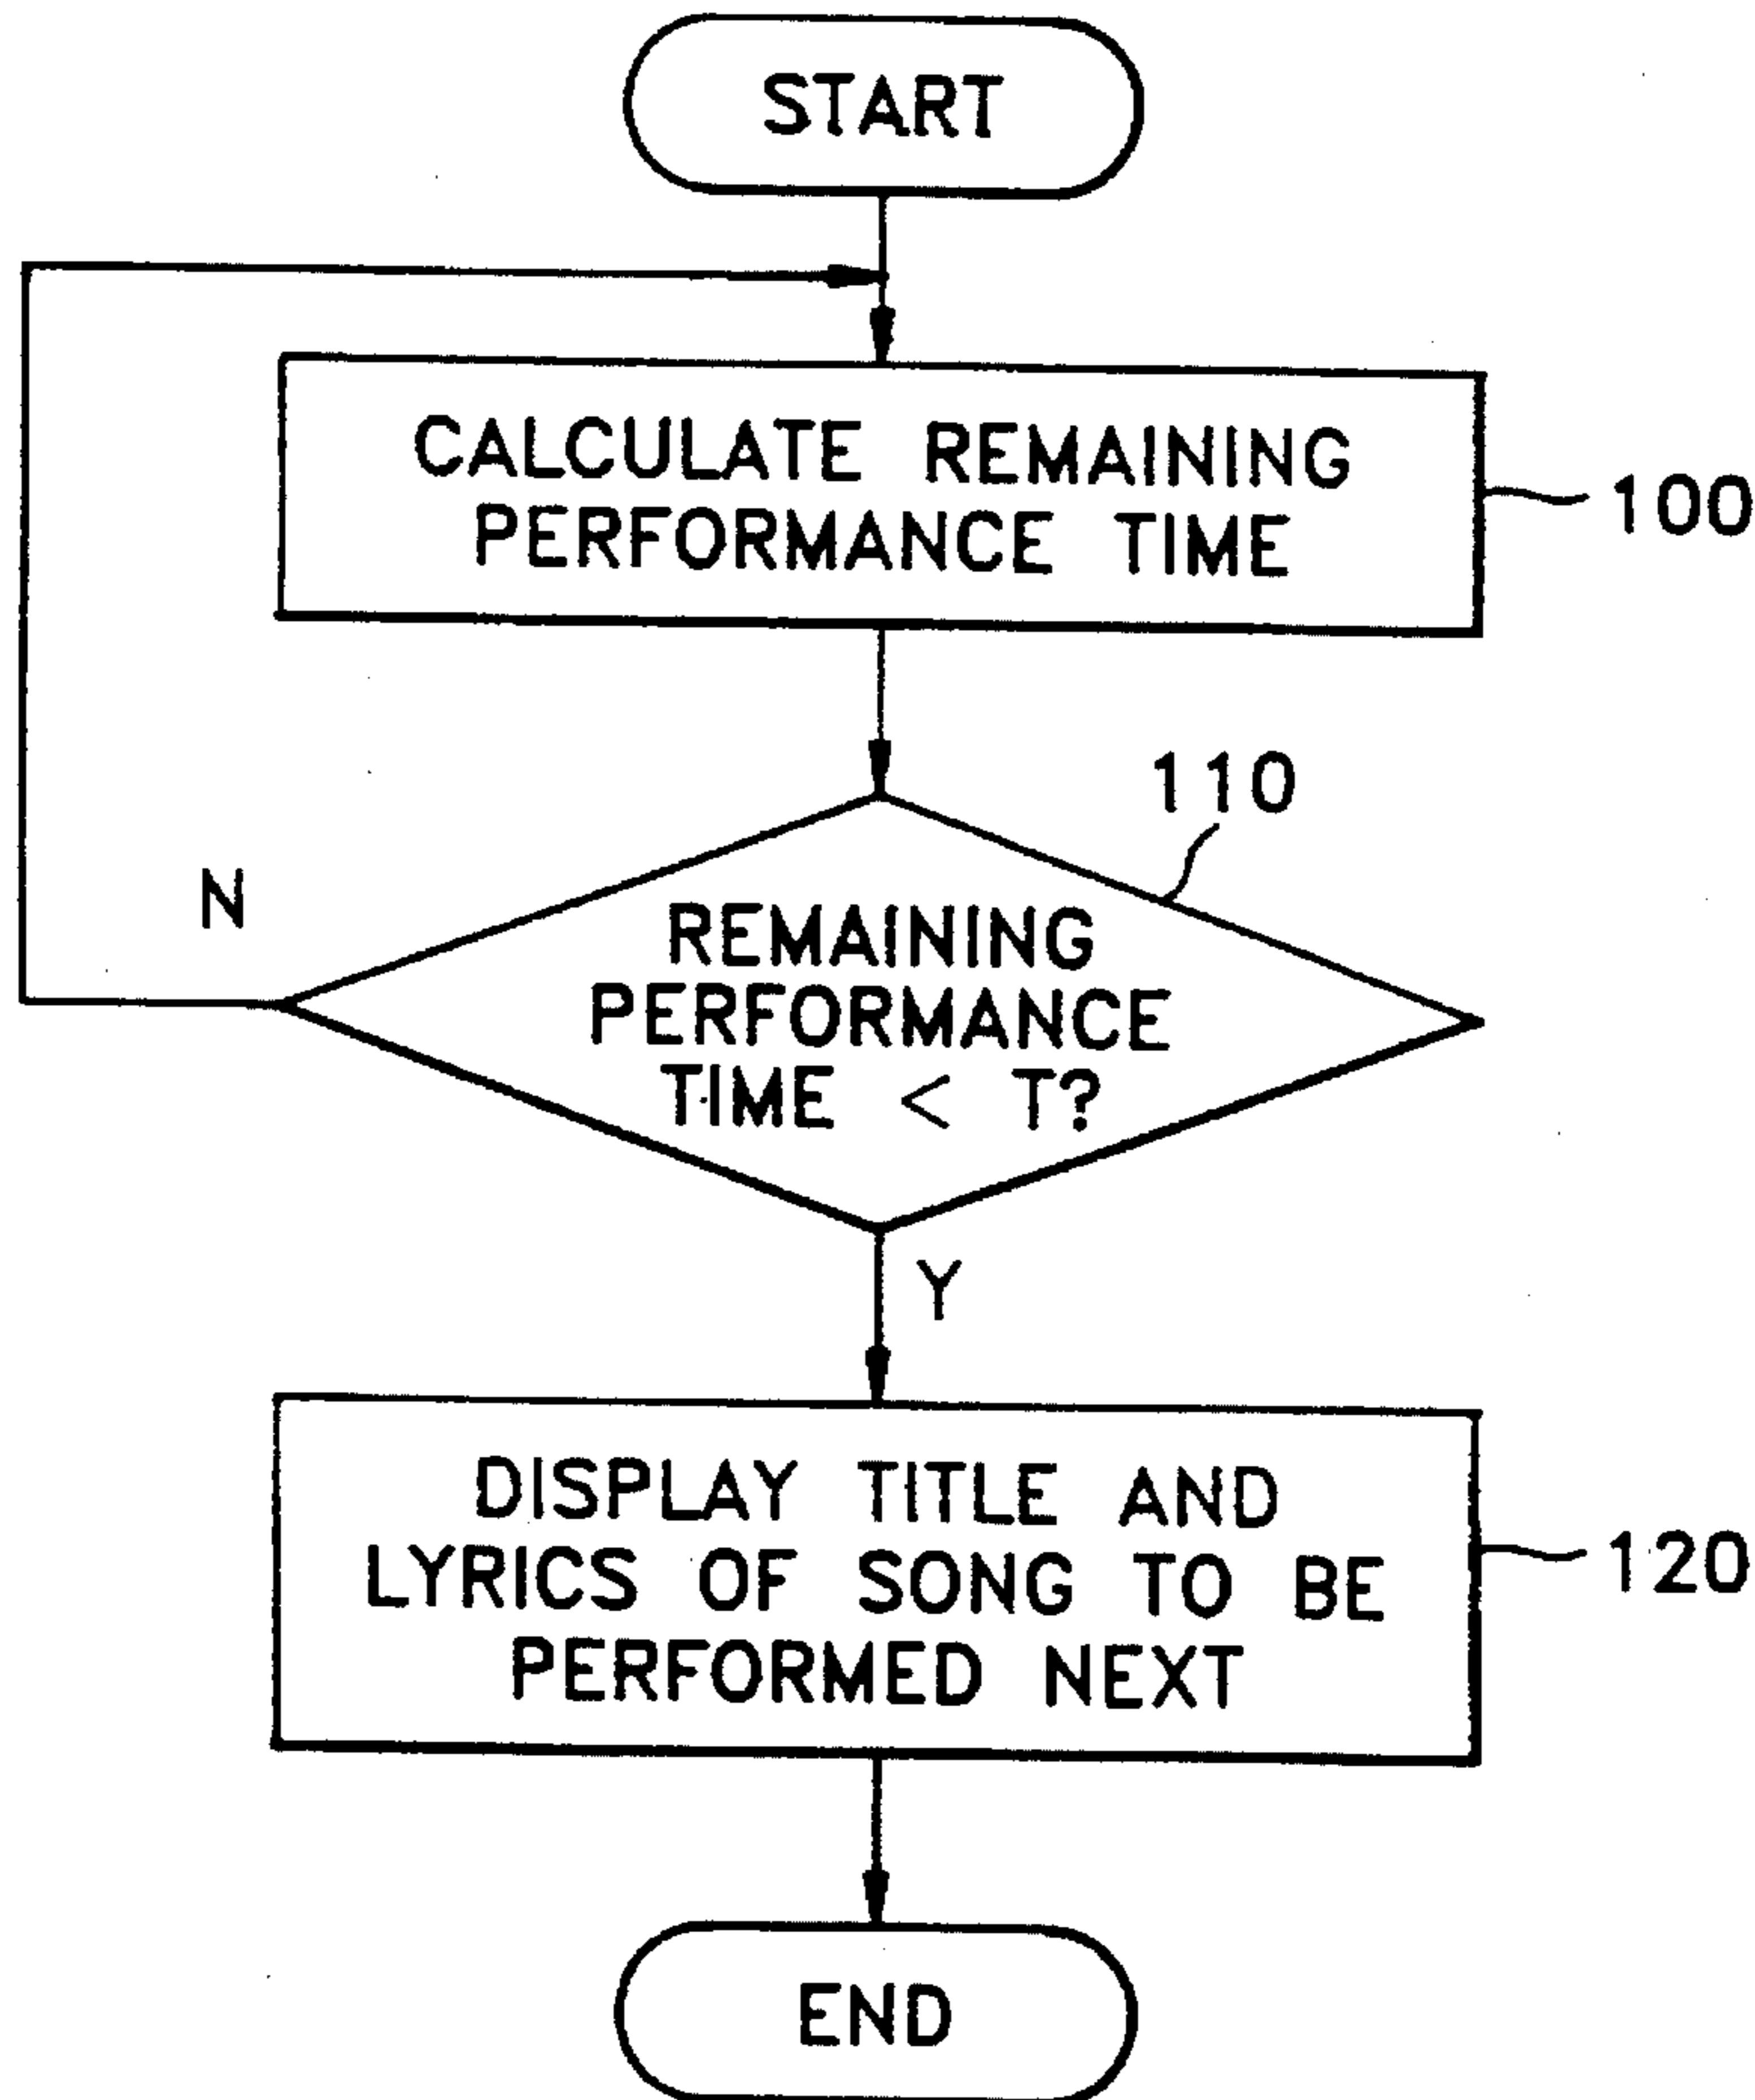 START
CALCULATE REMAINING
PERFORMANCE TIME
100
110
N
REMAINING
PERFORMANCE
TIME < T?
Y
DISPLAY TITLE AND
LYRICS OF SONG TO BE
PERFORMED NEXT
120
END